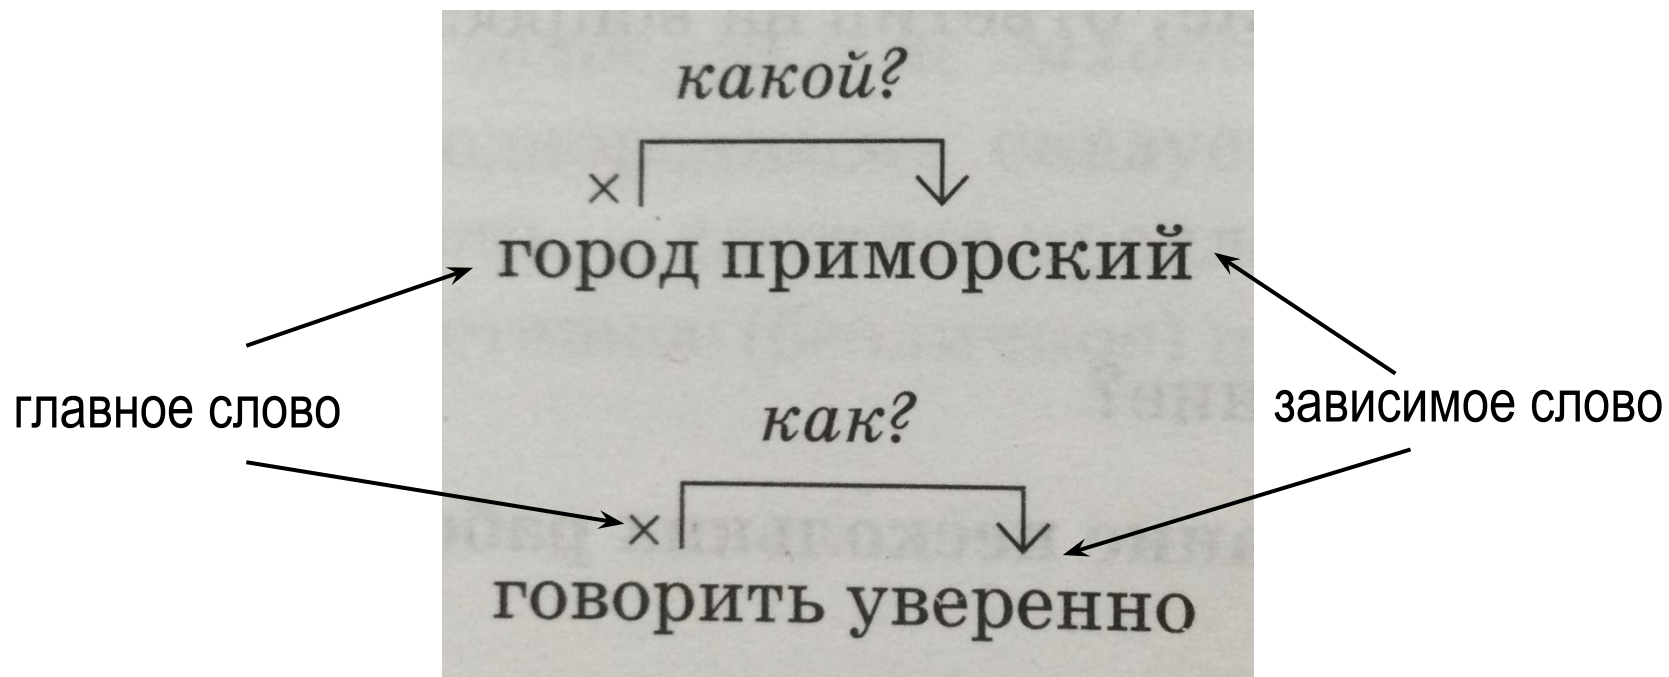 какой?
×
город приморский
главное слово
зависимое слово
как?
×
говорить уверенно